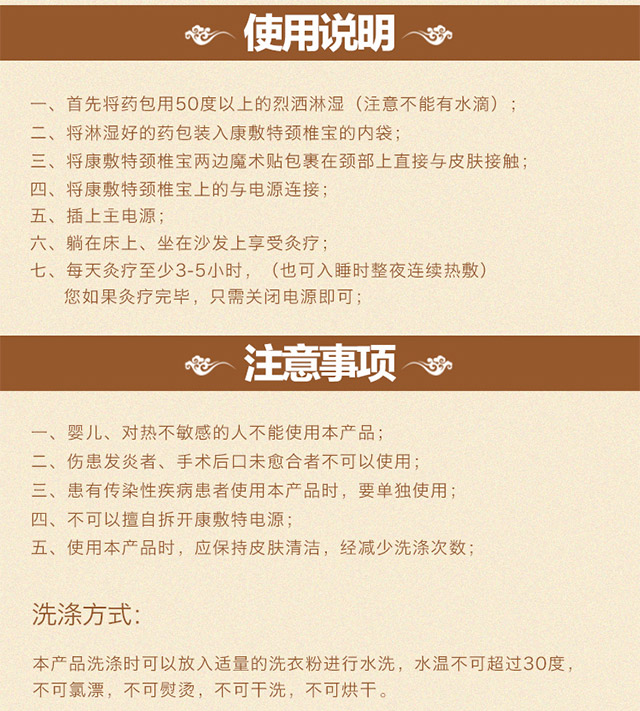 使用说明
一、首先将药包用50度以上的烈洒淋湿（注意不能有水滴）；
二、将淋湿好的药包装入康敷特颈椎宝的内袋；
三、将康敷特颈椎宝两边魔术贴包裹在颈部上直接与皮肤接触；
四、将康敷特颈椎宝上的与电源连接；
五、插上主电源；
六、躺在床上、坐在沙发上享受灸疗；
七、每天灸疗至少3-5小时，（也可入睡时整夜连续热敷）
您如果灸疗完毕，只需关闭电源即可；
注意事项
一、婴儿、对热不敏感的人不能使用本产品；
二、伤患发炎者、手术后口未愈合者不可以使用；
三、患有传染性疾病患者使用本产品时，要单独使用；
四、不可以擅自拆开康敷特电源；
五、使用本产品时，应保持皮肤清洁，经减少洗涤次数；
洗涤方式：
本产品洗涤时可以放入适量的洗衣粉进行水洗，水温不可超过30度，
不可氯漂，不可熨烫，不可干洗，不可烘干。